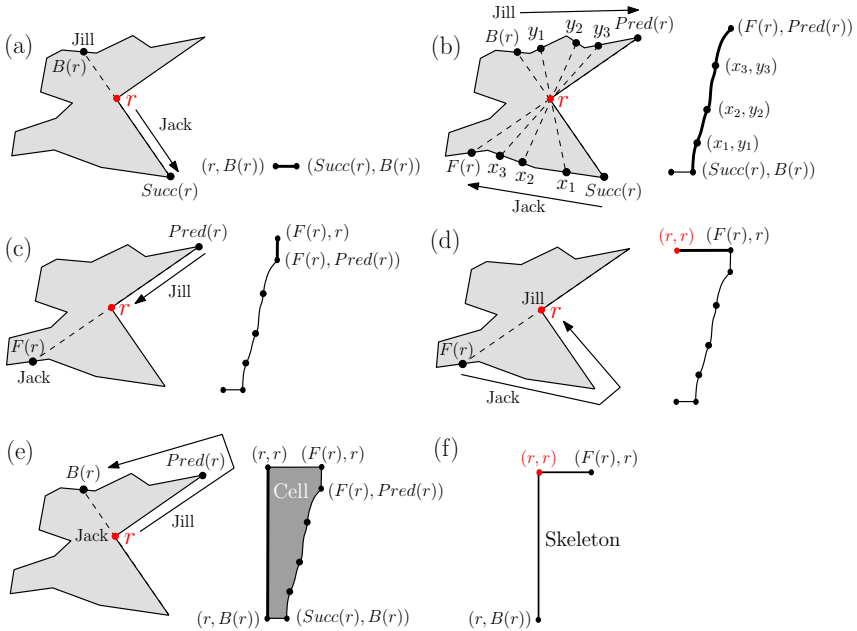 (a)
Jill
B(r)
r
Jack
Succ(r)
(r, B(r))
(Succ(r), B(r))
(b)
Jill
B(r)
y₁
y₂
y₃
Pred(r)
r
F(r)
x₃
x₂
x₁
Succ(r)
Jack
(F(r), Pred(r))
(x₃, y₃)
(x₂, y₂)
(x₁, y₁)
(Succ(r), B(r))
(c)
Pred(r)
Jill
r
F(r)
Jack
(F(r), r)
(F(r), Pred(r))
(d)
Jill
r
F(r)
Jack
(r, r)
(F(r), r)
(e)
B(r)
Pred(r)
Jack
r
Jill
(r, r)
(F(r), r)
Cell
(F(r), Pred(r))
(r, B(r))
(Succ(r), B(r))
(f)
(r, r)
(F(r), r)
Skeleton
(r, B(r))